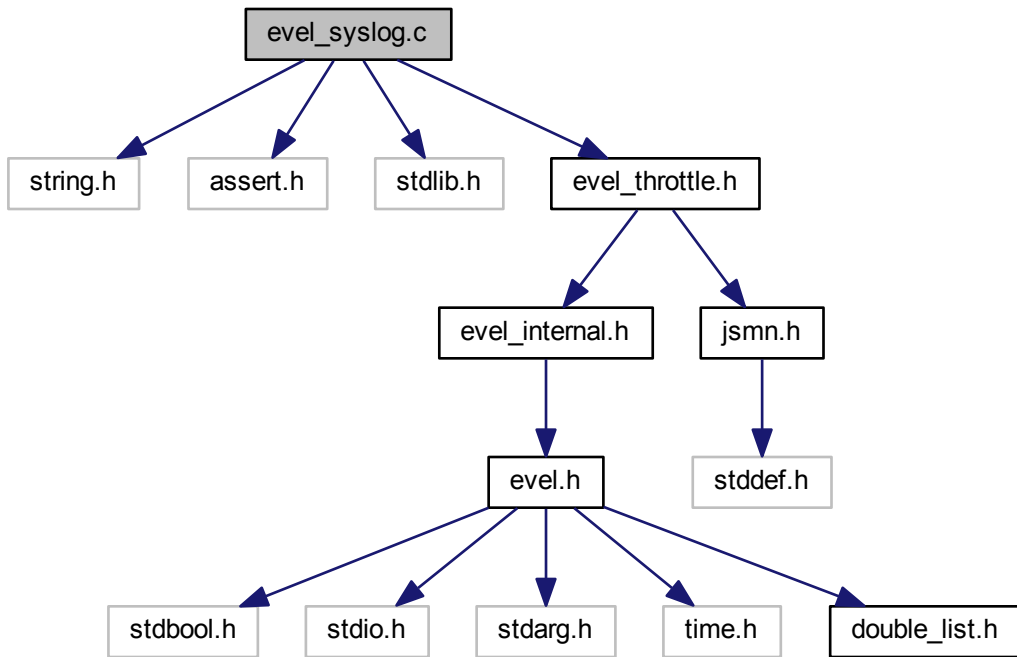 evel_syslog.c
string.h
assert.h
stdlib.h
evel_throttle.h
evel_internal.h
jsmn.h
evel.h
stddef.h
stdbool.h
stdio.h
stdarg.h
time.h
double_list.h